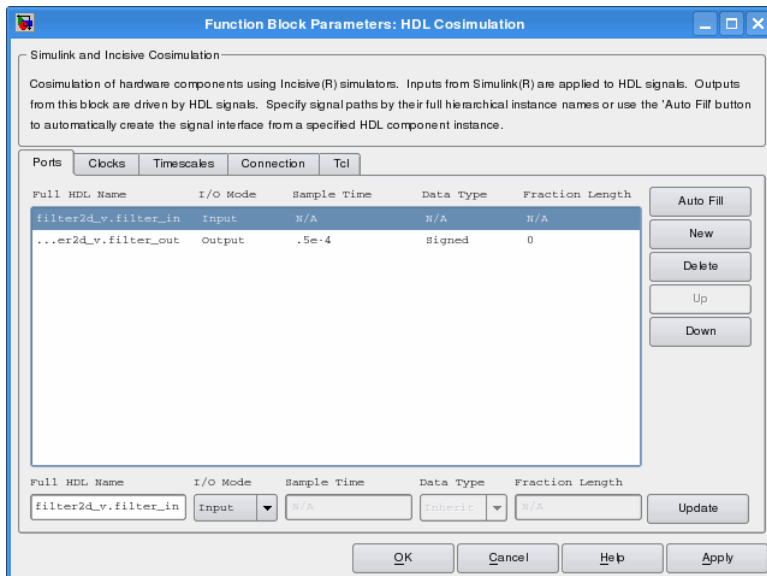 Function Block Parameters: HDL Cosimulation
Simulink and Incisive Cosimulation
Cosimulation of hardware components using Incisive(R) simulators. Inputs from Simulink(R) are applied to HDL signals. Outputs
from this block are driven by HDL signals. Specify signal paths by their full hierarchical instance names or use the 'Auto Fill' button
to automatically create the signal interface from a specified HDL component instance.
Ports Clocks Timescales Connection Tcl
Full HDL Name I/O Mode Sample Time Data Type Fraction Length
filter2d_v.filter_in Input N/A N/A N/A
...er2d_v.filter_out Output .5e-4 Signed 0
Auto Fill
New
Delete
Up
Down
Full HDL Name I/O Mode Sample Time Data Type Fraction Length
filter2d_v.filter_in Input N/A Inherit N/A Update
OK Cancel Help Apply